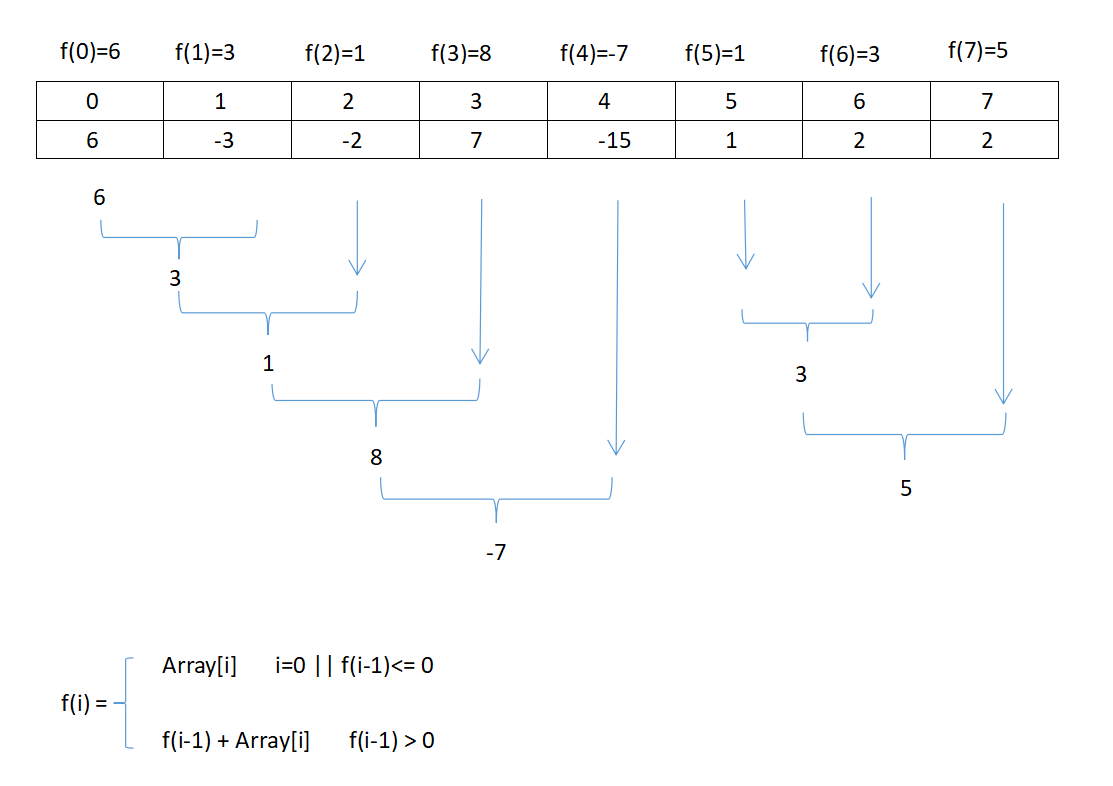 f(0)=6 f(1)=3 f(2)=1 f(3)=8 f(4)=-7 f(5)=1 f(6)=3 f(7)=5
0 1 2 3 4 5 6 7
6 -3 -2 7 -15 1 2 2
6
3
1
3
8
5
-7
Array[i] i=0 || f(i-1)<= 0
f(i) =
f(i-1) + Array[i] f(i-1) > 0